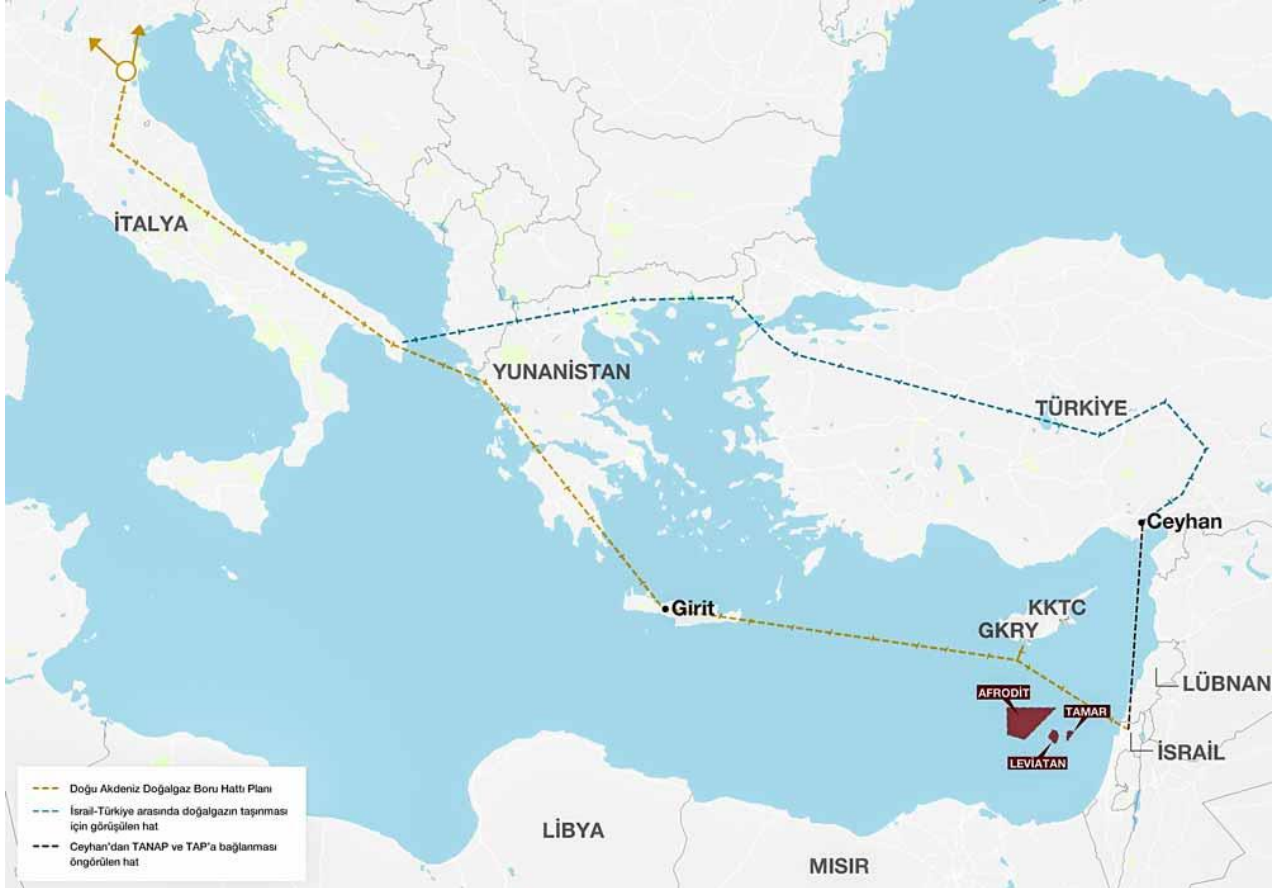 İTALYA
YUNANİSTAN
TÜRKİYE
Ceyhan
Girit
KKTC
GKRY
LÜBNAN
AFRODİT
TAMAR
İSRAİL
LEVIATAN
LİBYA
MISIR
Doğu Akdeniz Doğalgaz Boru Hattı Planı
İsrail-Türkiye arasında doğalgazın taşınması
için görüşülen hat
Ceyhan'dan TANAP ve TAP'a bağlanması
öngörülen hat